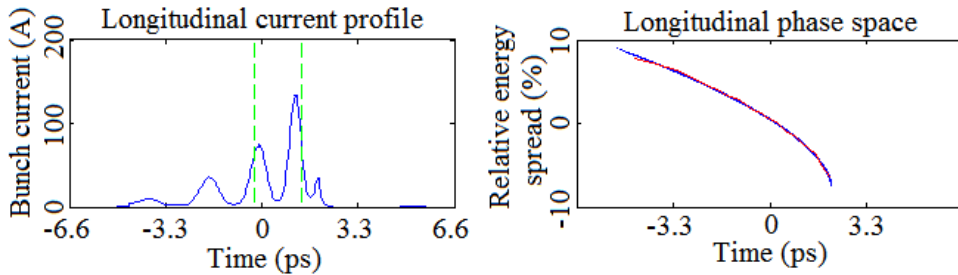 Longitudinal current profile
Bunch current (A)
200
100
0
-6.6 -3.3 0 3.3 6.6
Time (ps)
Longitudinal phase space
Relative energy
spread (%)
10
0
-10
-3.3 0 3.3
Time (ps)